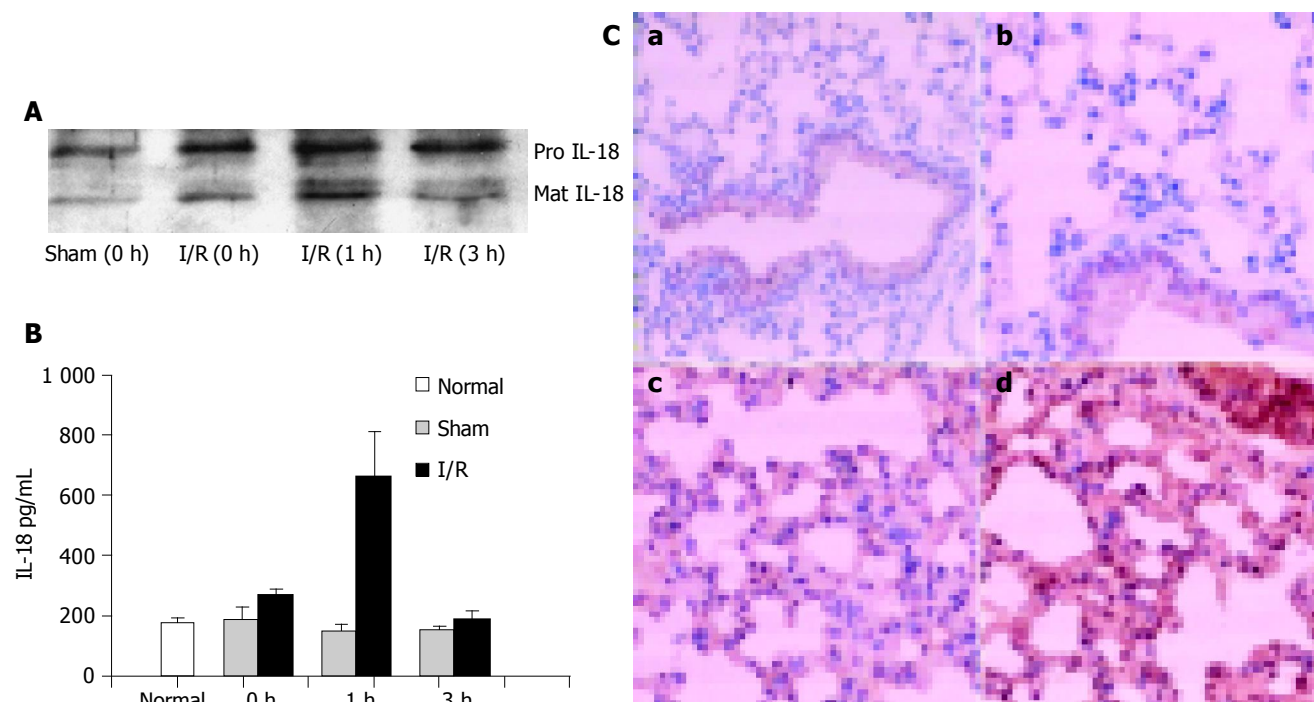 A
Pro IL-18
Mat IL-18
Sham (0 h) I/R (0 h) I/R (1 h) I/R (3 h)
B
1 000
800
600
400
200
0
IL-18 pg/mL
Normal
Sham
I/R
Normal 0 h 1 h 3 h
C
a
b
c
d